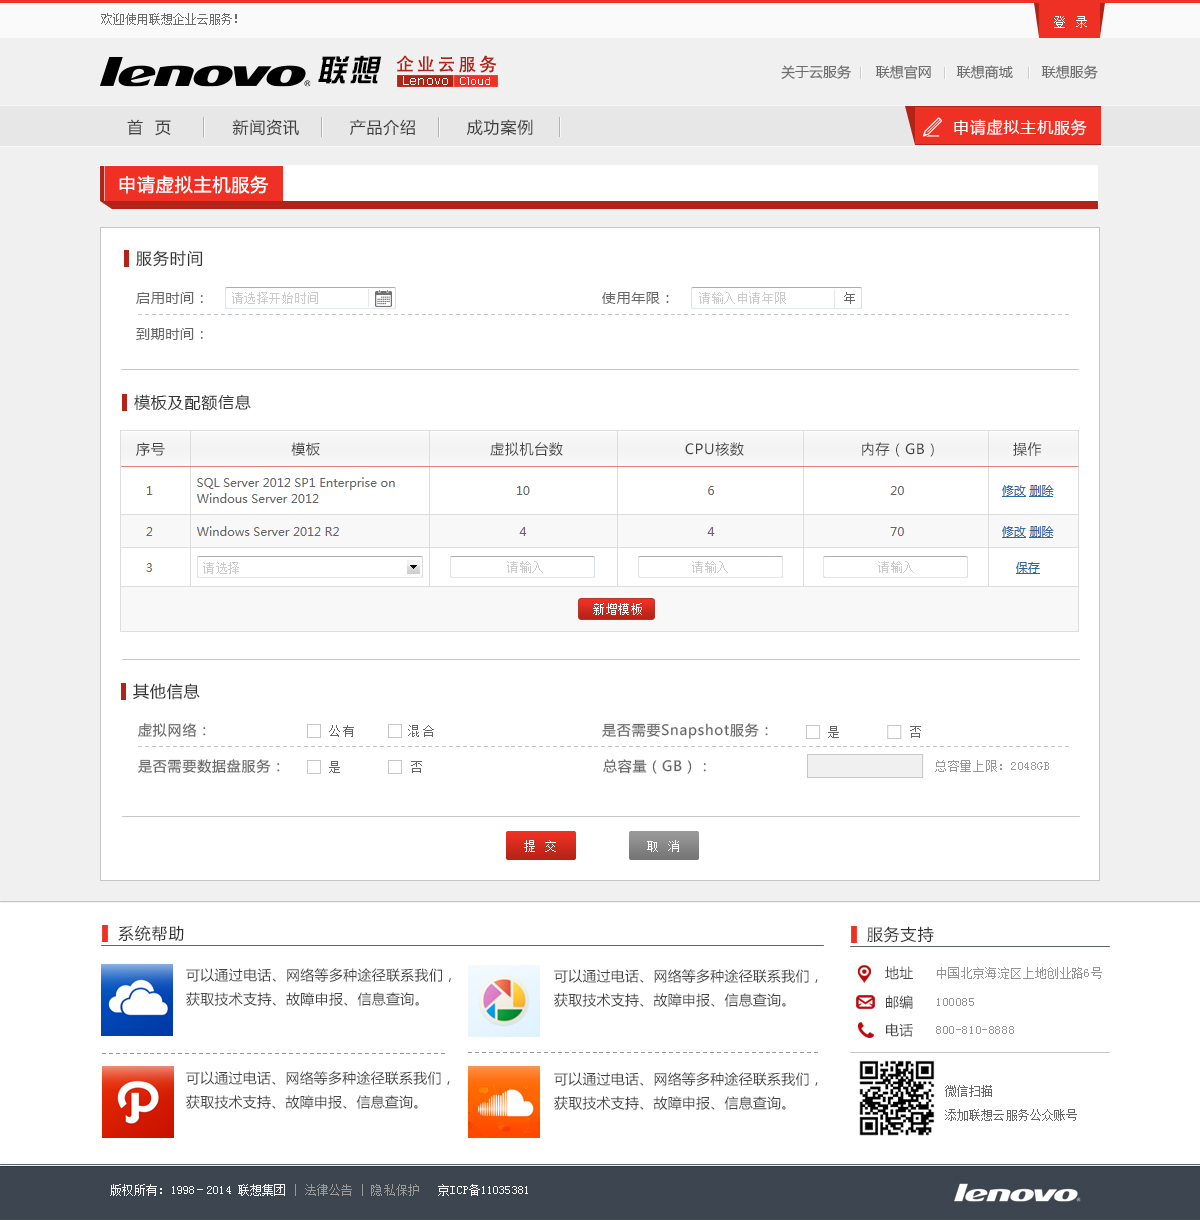 欢迎使用联想企业云服务!
登 录
lenovo 联想 企业云服务
Lenovo Cloud
关于云服务 联想官网 联想商城 联想服务
首 页 新闻资讯 产品介绍 成功案例 申请虚拟主机服务
申请虚拟主机服务
服务时间
启用时间: 请选择开始时间 使用年限: 请输入申请年限 年
到期时间:
模板及配额信息
序号 模板 虚拟机台数 CPU核数 内存(GB) 操作
1 SQL Server 2012 SP1 Enterprise on Windous Server 2012 10 6 20 修改 删除
2 Windows Server 2012 R2 4 4 70 修改 删除
3 请选择 请输入 请输入 请输入 保存
新增模板
其他信息
虚拟网络: 公有 混合 是否需要Snapshot服务: 是 否
是否需要数据盘服务: 是 否 总容量(GB): 总容量上限: 2048GB
提 交 取 消
系统帮助
可以通过电话、网络等多种途径联系我们,
获取技术支持、故障申报、信息查询。
可以通过电话、网络等多种途径联系我们,
获取技术支持、故障申报、信息查询。
可以通过电话、网络等多种途径联系我们,
获取技术支持、故障申报、信息查询。
可以通过电话、网络等多种途径联系我们,
获取技术支持、故障申报、信息查询。
服务支持
地址 中国北京海淀区上地创业路6号
邮编 100085
电话 800-810-8888
微信扫描
添加联想云服务公众账号
版权所有: 1998-2014 联想集团 | 法律公告 | 隐私保护 京ICP备11035381
lenovo